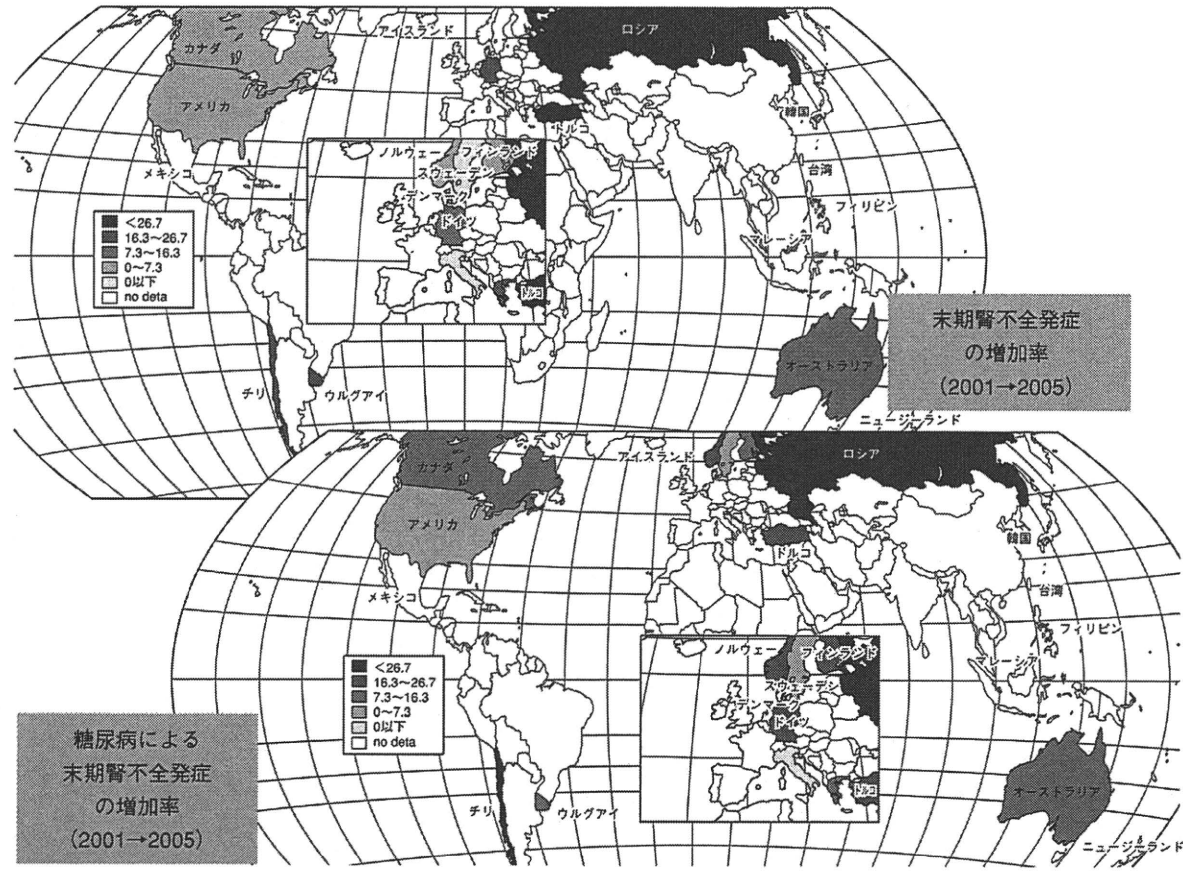 アイスランド
ロシア
カナダ
アメリカ
韓国
トルコ
ノルウェー
フィンランド
スウェーデン
デンマーク
ドイツ
トルコ
メキシコ
台湾
フィリピン
マレーシア
<26.7
16.3〜26.7
7.3〜16.3
0〜7.3
0以下
no deta
オーストラリア
チリ
ウルグアイ
ニュージーランド
末期腎不全発症
の増加率
(2001→2005)
アイスランド
ロシア
カナダ
アメリカ
韓国
トルコ
メキシコ
台湾
フィリピン
マレーシア
ノルウェー
フィンランド
スウェーデン
デンマーク
ドイツ
トルコ
<26.7
16.3〜26.7
7.3〜16.3
0〜7.3
0以下
no deta
オーストラリア
チリ
ウルグアイ
ニュージーランド
糖尿病による
末期腎不全発症
の増加率
(2001→2005)